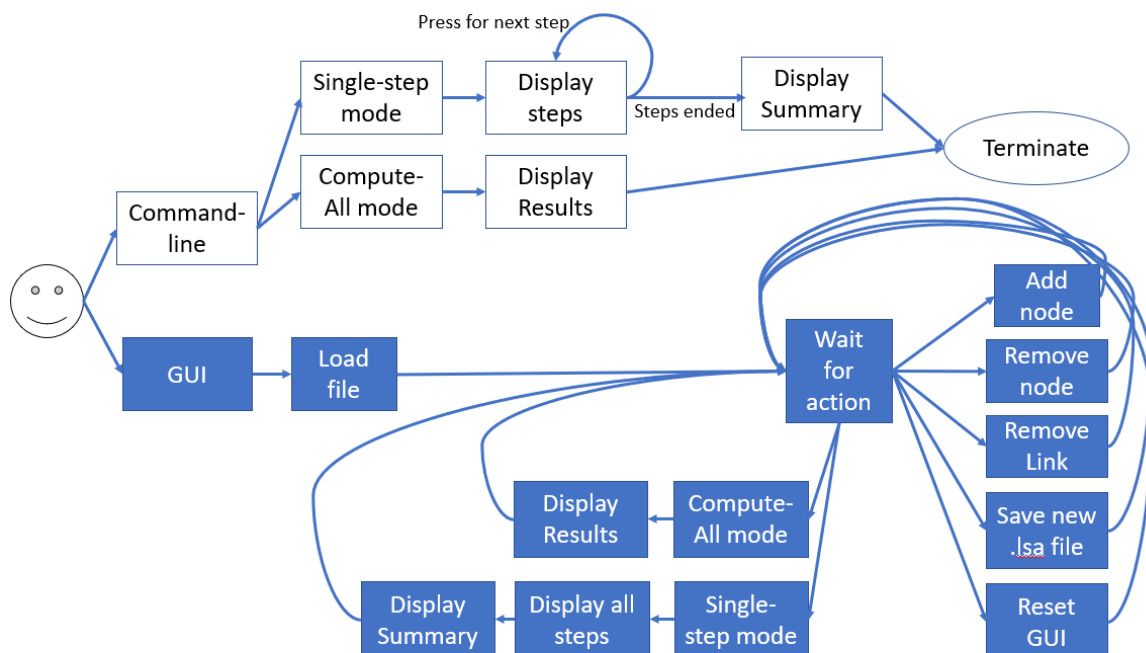 Press for next step
Single-step
mode
Display
steps
Steps ended
Display
Summary
Terminate
Compute-
All mode
Display
Results
Command-
line
GUI
Load
file
Wait
for
action
Add
node
Remove
node
Remove
Link
Save new
.lsa file
Reset
GUI
Display
Results
Compute-
All mode
Display
Summary
Display all
steps
Single-
step mode